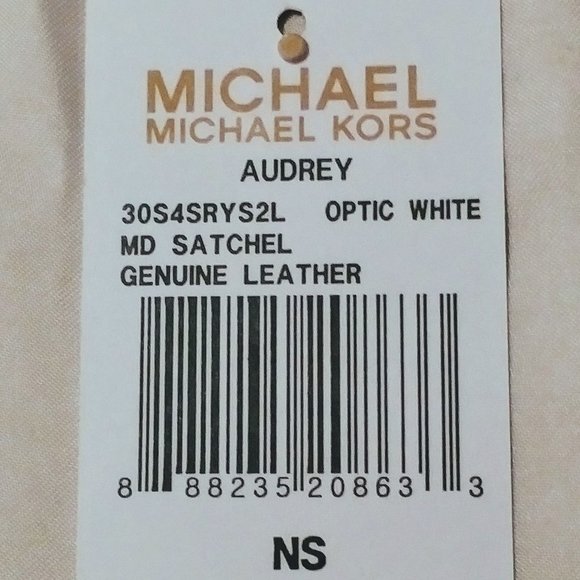 MICHAEL
MICHAEL KORS
AUDREY
30S4SRYS2L OPTIC WHITE
MD SATCHEL
GENUINE LEATHER
8 88235 20863 3
NS